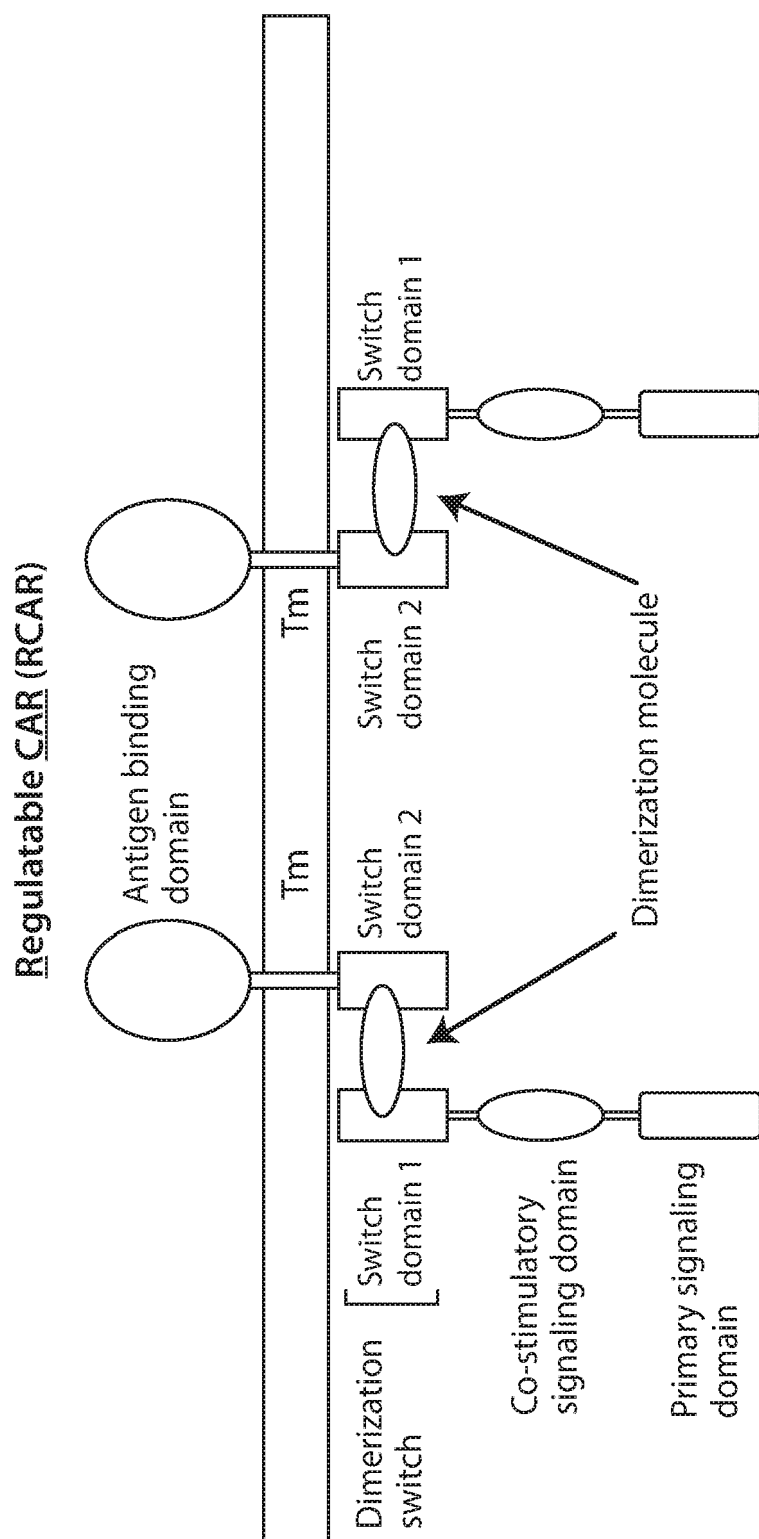 Regulatable CAR (RCAR)
Antigen binding
domain
Tm
Tm
Dimerization
switch
Switch
domain 1
Switch
domain 2
Switch
domain 2
Switch
domain 1
Co-stimulatory
signaling domain
Dimerization molecule
Primary signaling
domain